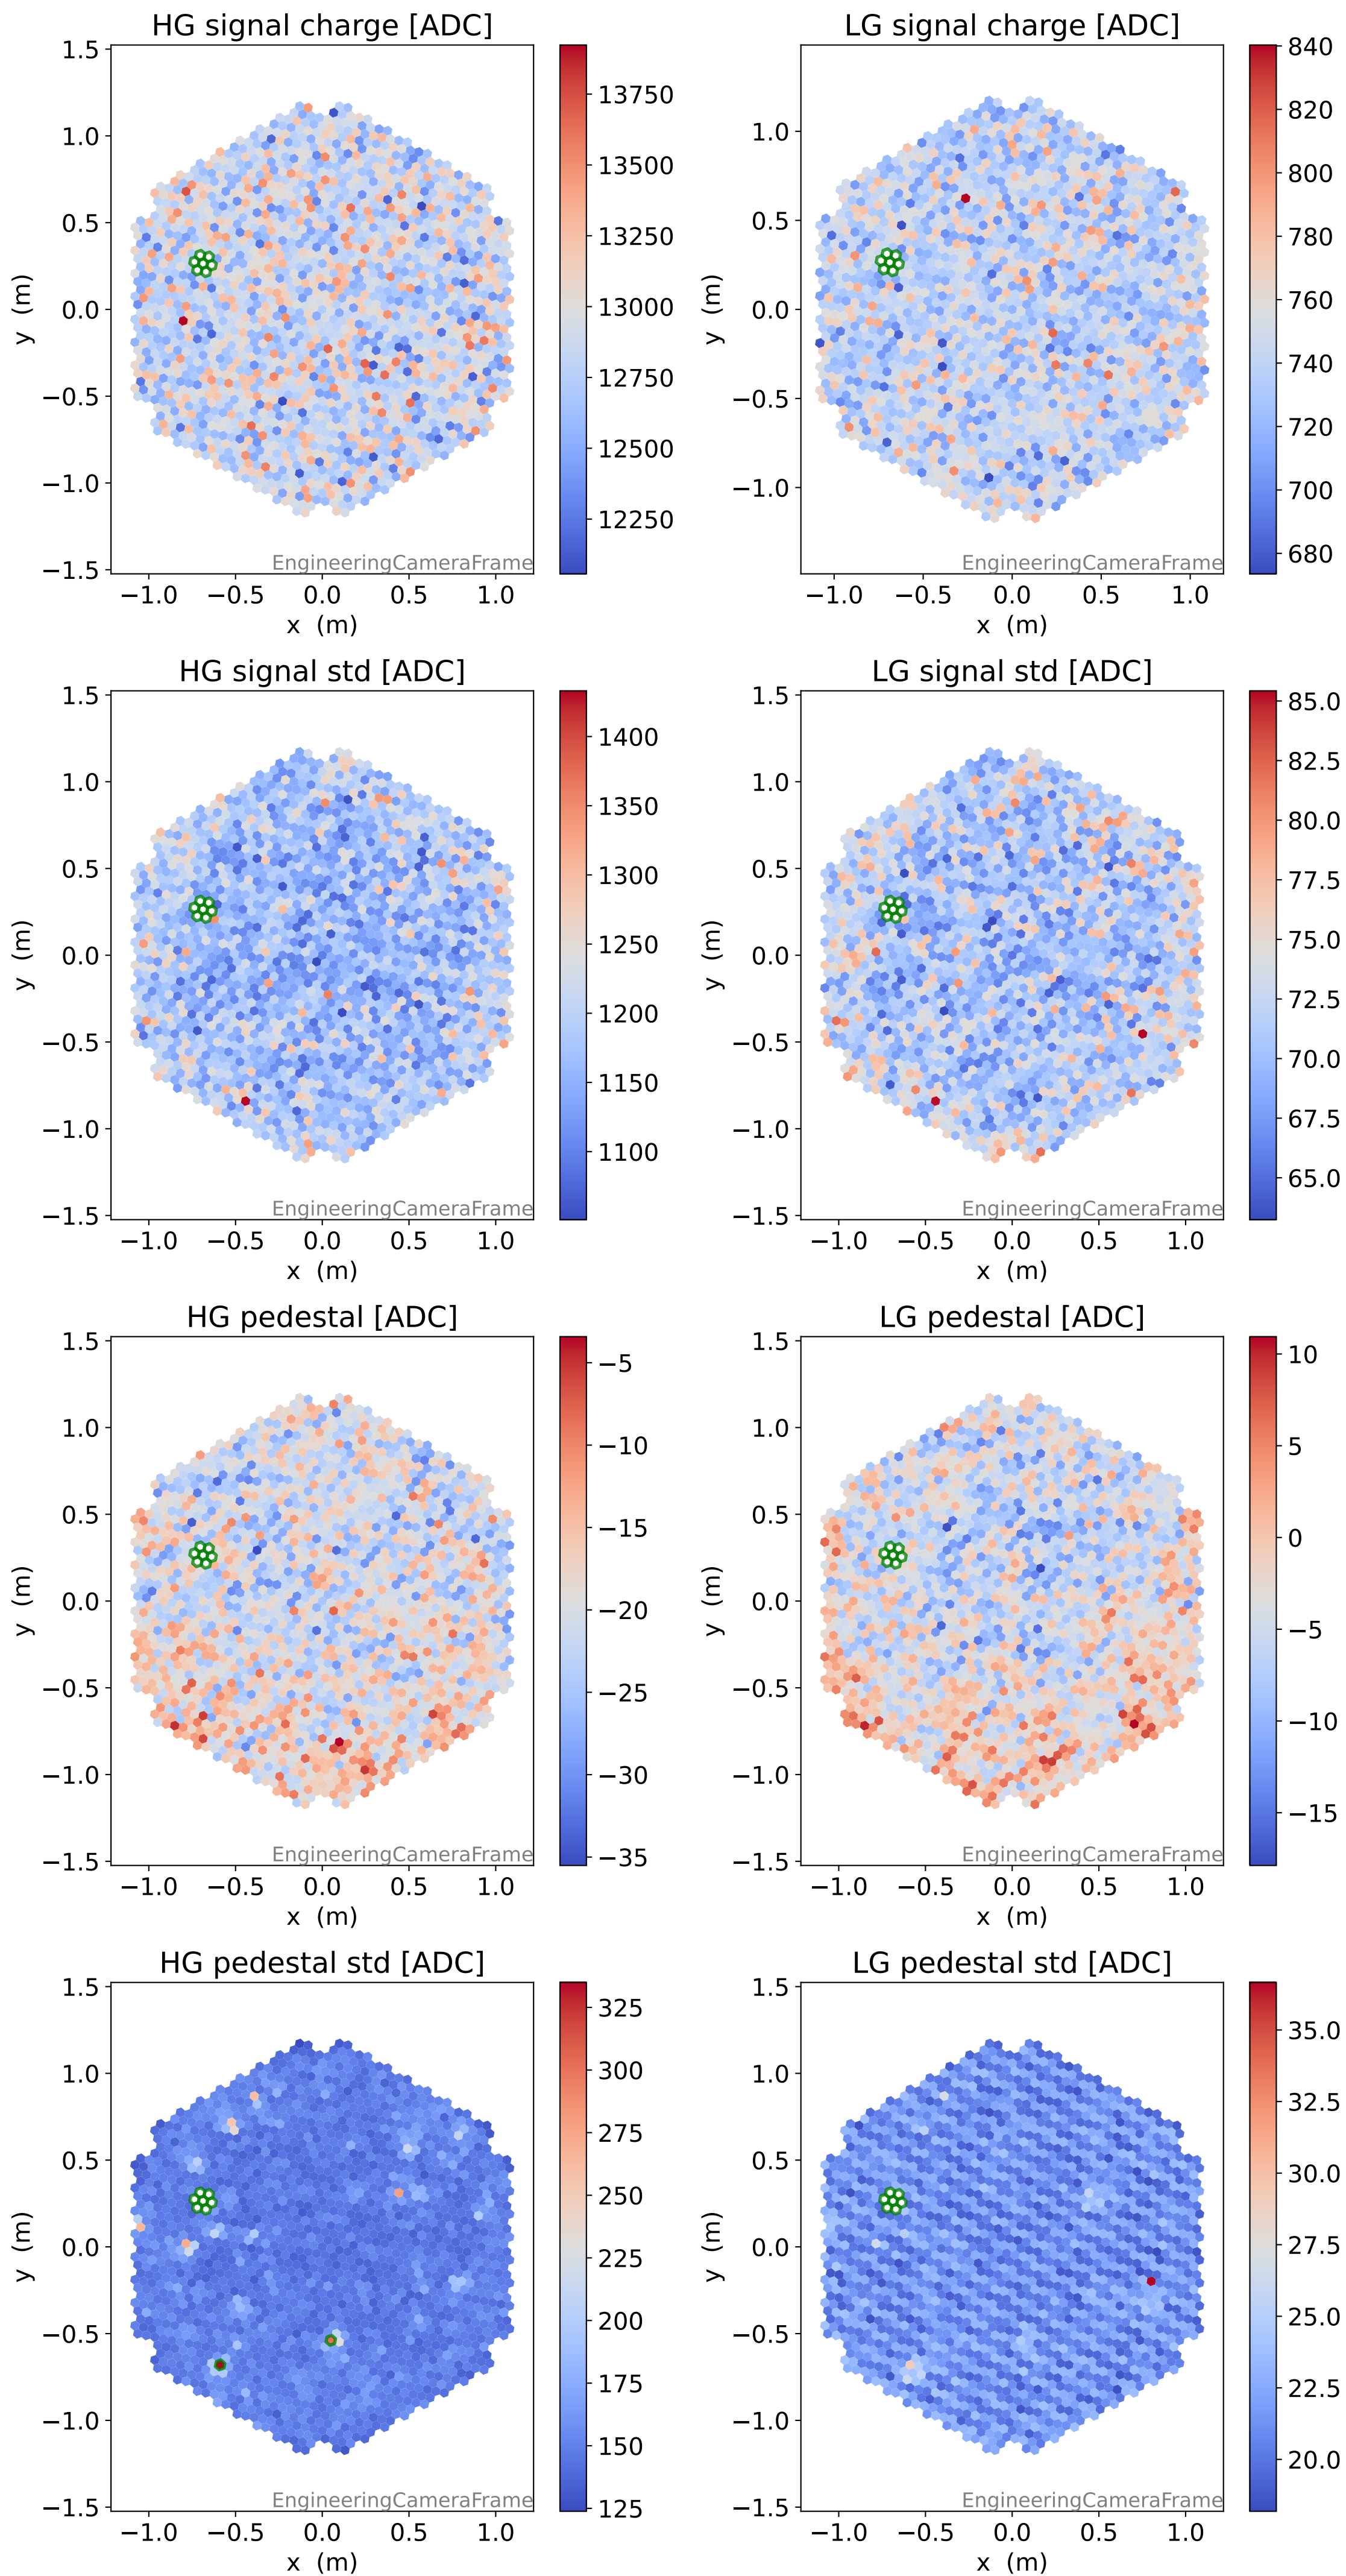 HG signal charge [ADC]
1.5
1.0
0.5
0.0
−0.5
−1.0
−1.5
y (m)
−1.0 −0.5 0.0 0.5 1.0
x (m)
EngineeringCameraFrame
13750
13500
13250
13000
12750
12500
12250
LG signal charge [ADC]
1.0
0.5
0.0
−0.5
−1.0
y (m)
−1.0 −0.5 0.0 0.5 1.0
x (m)
EngineeringCameraFrame
840
820
800
780
760
740
720
700
680
HG signal std [ADC]
1.5
1.0
0.5
0.0
−0.5
−1.0
−1.5
y (m)
−1.0 −0.5 0.0 0.5 1.0
x (m)
EngineeringCameraFrame
1400
1350
1300
1250
1200
1150
1100
LG signal std [ADC]
1.5
1.0
0.5
0.0
−0.5
−1.0
−1.5
y (m)
−1.0 −0.5 0.0 0.5 1.0
x (m)
EngineeringCameraFrame
85.0
82.5
80.0
77.5
75.0
72.5
70.0
67.5
65.0
HG pedestal [ADC]
1.5
1.0
0.5
0.0
−0.5
−1.0
−1.5
y (m)
−1.0 −0.5 0.0 0.5 1.0
x (m)
EngineeringCameraFrame
−5
−10
−15
−20
−25
−30
−35
LG pedestal [ADC]
1.5
1.0
0.5
0.0
−0.5
−1.0
−1.5
y (m)
−1.0 −0.5 0.0 0.5 1.0
x (m)
EngineeringCameraFrame
10
5
0
−5
−10
−15
HG pedestal std [ADC]
1.5
1.0
0.5
0.0
−0.5
−1.0
−1.5
y (m)
−1.0 −0.5 0.0 0.5 1.0
x (m)
EngineeringCameraFrame
325
300
275
250
225
200
175
150
125
LG pedestal std [ADC]
1.5
1.0
0.5
0.0
−0.5
−1.0
−1.5
y (m)
−1.0 −0.5 0.0 0.5 1.0
x (m)
EngineeringCameraFrame
35.0
32.5
30.0
27.5
25.0
22.5
20.0